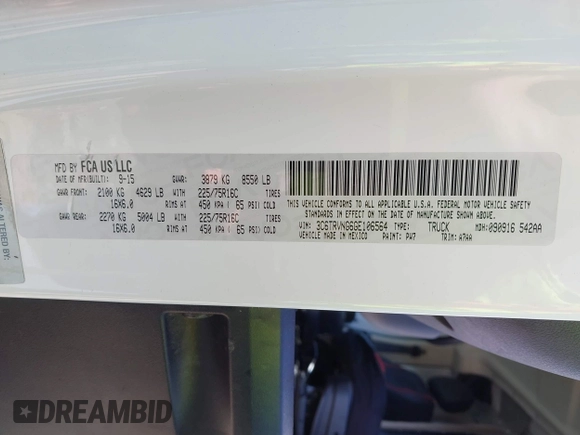 MFD BY FCA US LLC
DATE OF MFR(BUILT): 9-15 GVWR: 3879 KG 8550 LB
GAWR FRONT: 2100 KG 4629 LB WITH 225/75R16C TIRES
16X6.0 RIMS AT 450 KPA( 65 PSI) COLD
GAWR REAR: 2270 KG 5004 LB WITH 225/75R16C TIRES
16X6.0 RIMS AT 450 KPA( 65 PSI) COLD
THIS VEHICLE CONFORMS TO ALL APPLICABLE U.S.A. FEDERAL MOTOR VEHICLE SAFETY
STANDARDS IN EFFECT ON THE DATE OF MANUFACTURE SHOWN ABOVE.
VIN: 3C6TRVNG6GE106564 TYPE: TRUCK MDH:090916 542AA
VEHICLE MADE IN MEXICO PAINT: PW7 TRIM: A7AA
ALTERED BY:
DREAMBID